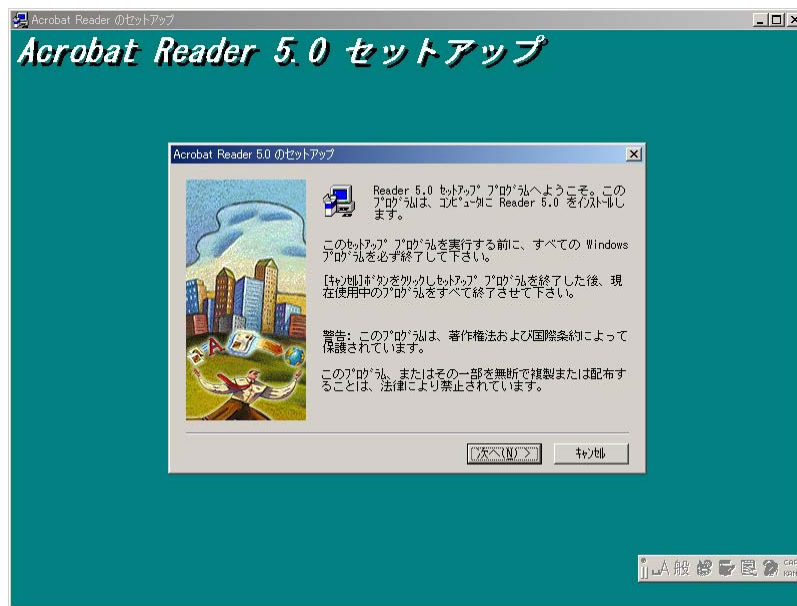 Acrobat Reader のセットアップ
Acrobat Reader 5.0 セットアップ
Acrobat Reader 5.0 のセットアップ
Reader 5.0 ｾｯﾄｱｯﾌﾟ ﾌﾟﾛｸﾞﾗﾑへようこそ。この
ﾌﾟﾛｸﾞﾗﾑは、ｺﾝﾋﾟｭｰﾀに Reader 5.0 をｲﾝｽﾄｰﾙし
ます。
このｾｯﾄｱｯﾌﾟ ﾌﾟﾛｸﾞﾗﾑを実行する前に、すべての Windows
ﾌﾟﾛｸﾞﾗﾑを必ず終了して下さい。
[ｷｬﾝｾﾙ]ﾎﾞﾀﾝをｸﾘｯｸしｾｯﾄｱｯﾌﾟ ﾌﾟﾛｸﾞﾗﾑを終了した後、現
在使用中のﾌﾟﾛｸﾞﾗﾑをすべて終了させて下さい。
警告: このﾌﾟﾛｸﾞﾗﾑは、著作権法および国際条約によって
保護されています。
このﾌﾟﾛｸﾞﾗﾑ、またはその一部を無断で複製または配布す
ることは、法律により禁止されています。
次へ(N) >
ｷｬﾝｾﾙ
A 般